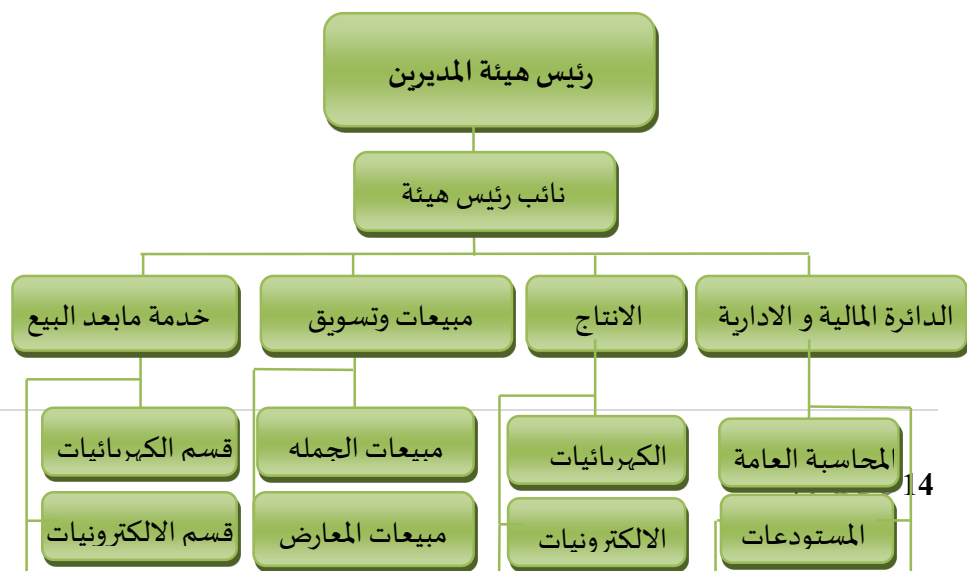 رئيس هيئة المديرين
نائب رئيس هيئة
الدائرة المالية و الادارية
الانتاج
مبيعات وتسويق
خدمة مابعد البيع
المحاسبة العامة
الكهربائيات
مبيعات الجمله
قسم الكهربائيات
14
المستودعات
الالكترونيات
مبيعات المعارض
قسم الالكترونيات